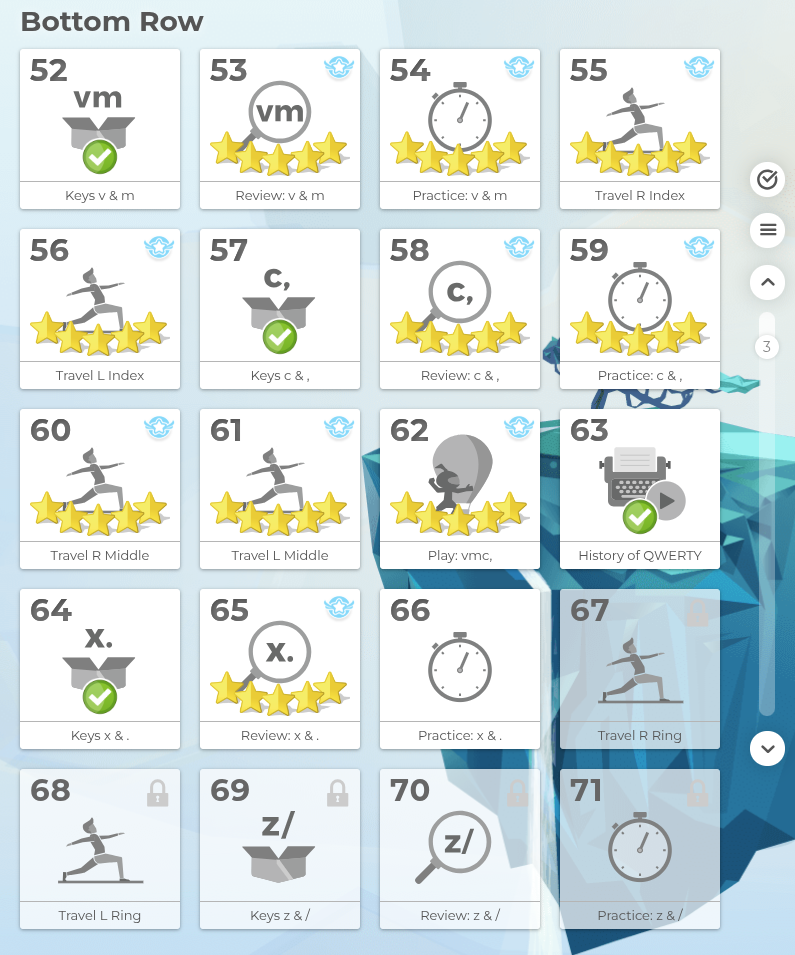 Bottom Row
52 53 54 55
vm vm
Keys v & m Review: v & m Practice: v & m Travel R Index
56 57 58 59
c, c,
3
Travel L Index Keys c & , Review: c & , Practice: c & ,
60 61 62 63
Travel R Middle Travel L Middle Play: vmc, History of QWERTY
64 65 66 67
x. x.
Keys x & . Review: x & . Practice: x & . Travel R Ring
68 69 70 71
z/ z/
Travel L Ring Keys z & / Review: z & / Practice: z & /